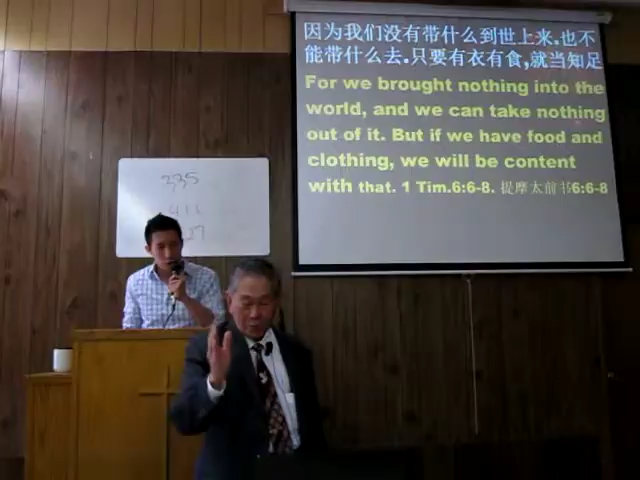 因为我们没有带什么到世上来.也不
能带什么去.只要有衣有食,就当知足
For we brought nothing into the
world, and we can take nothing
out of it. But if we have food and
clothing, we will be content
with that. 1 Tim.6:6-8. 提摩太前书6:6-8
335